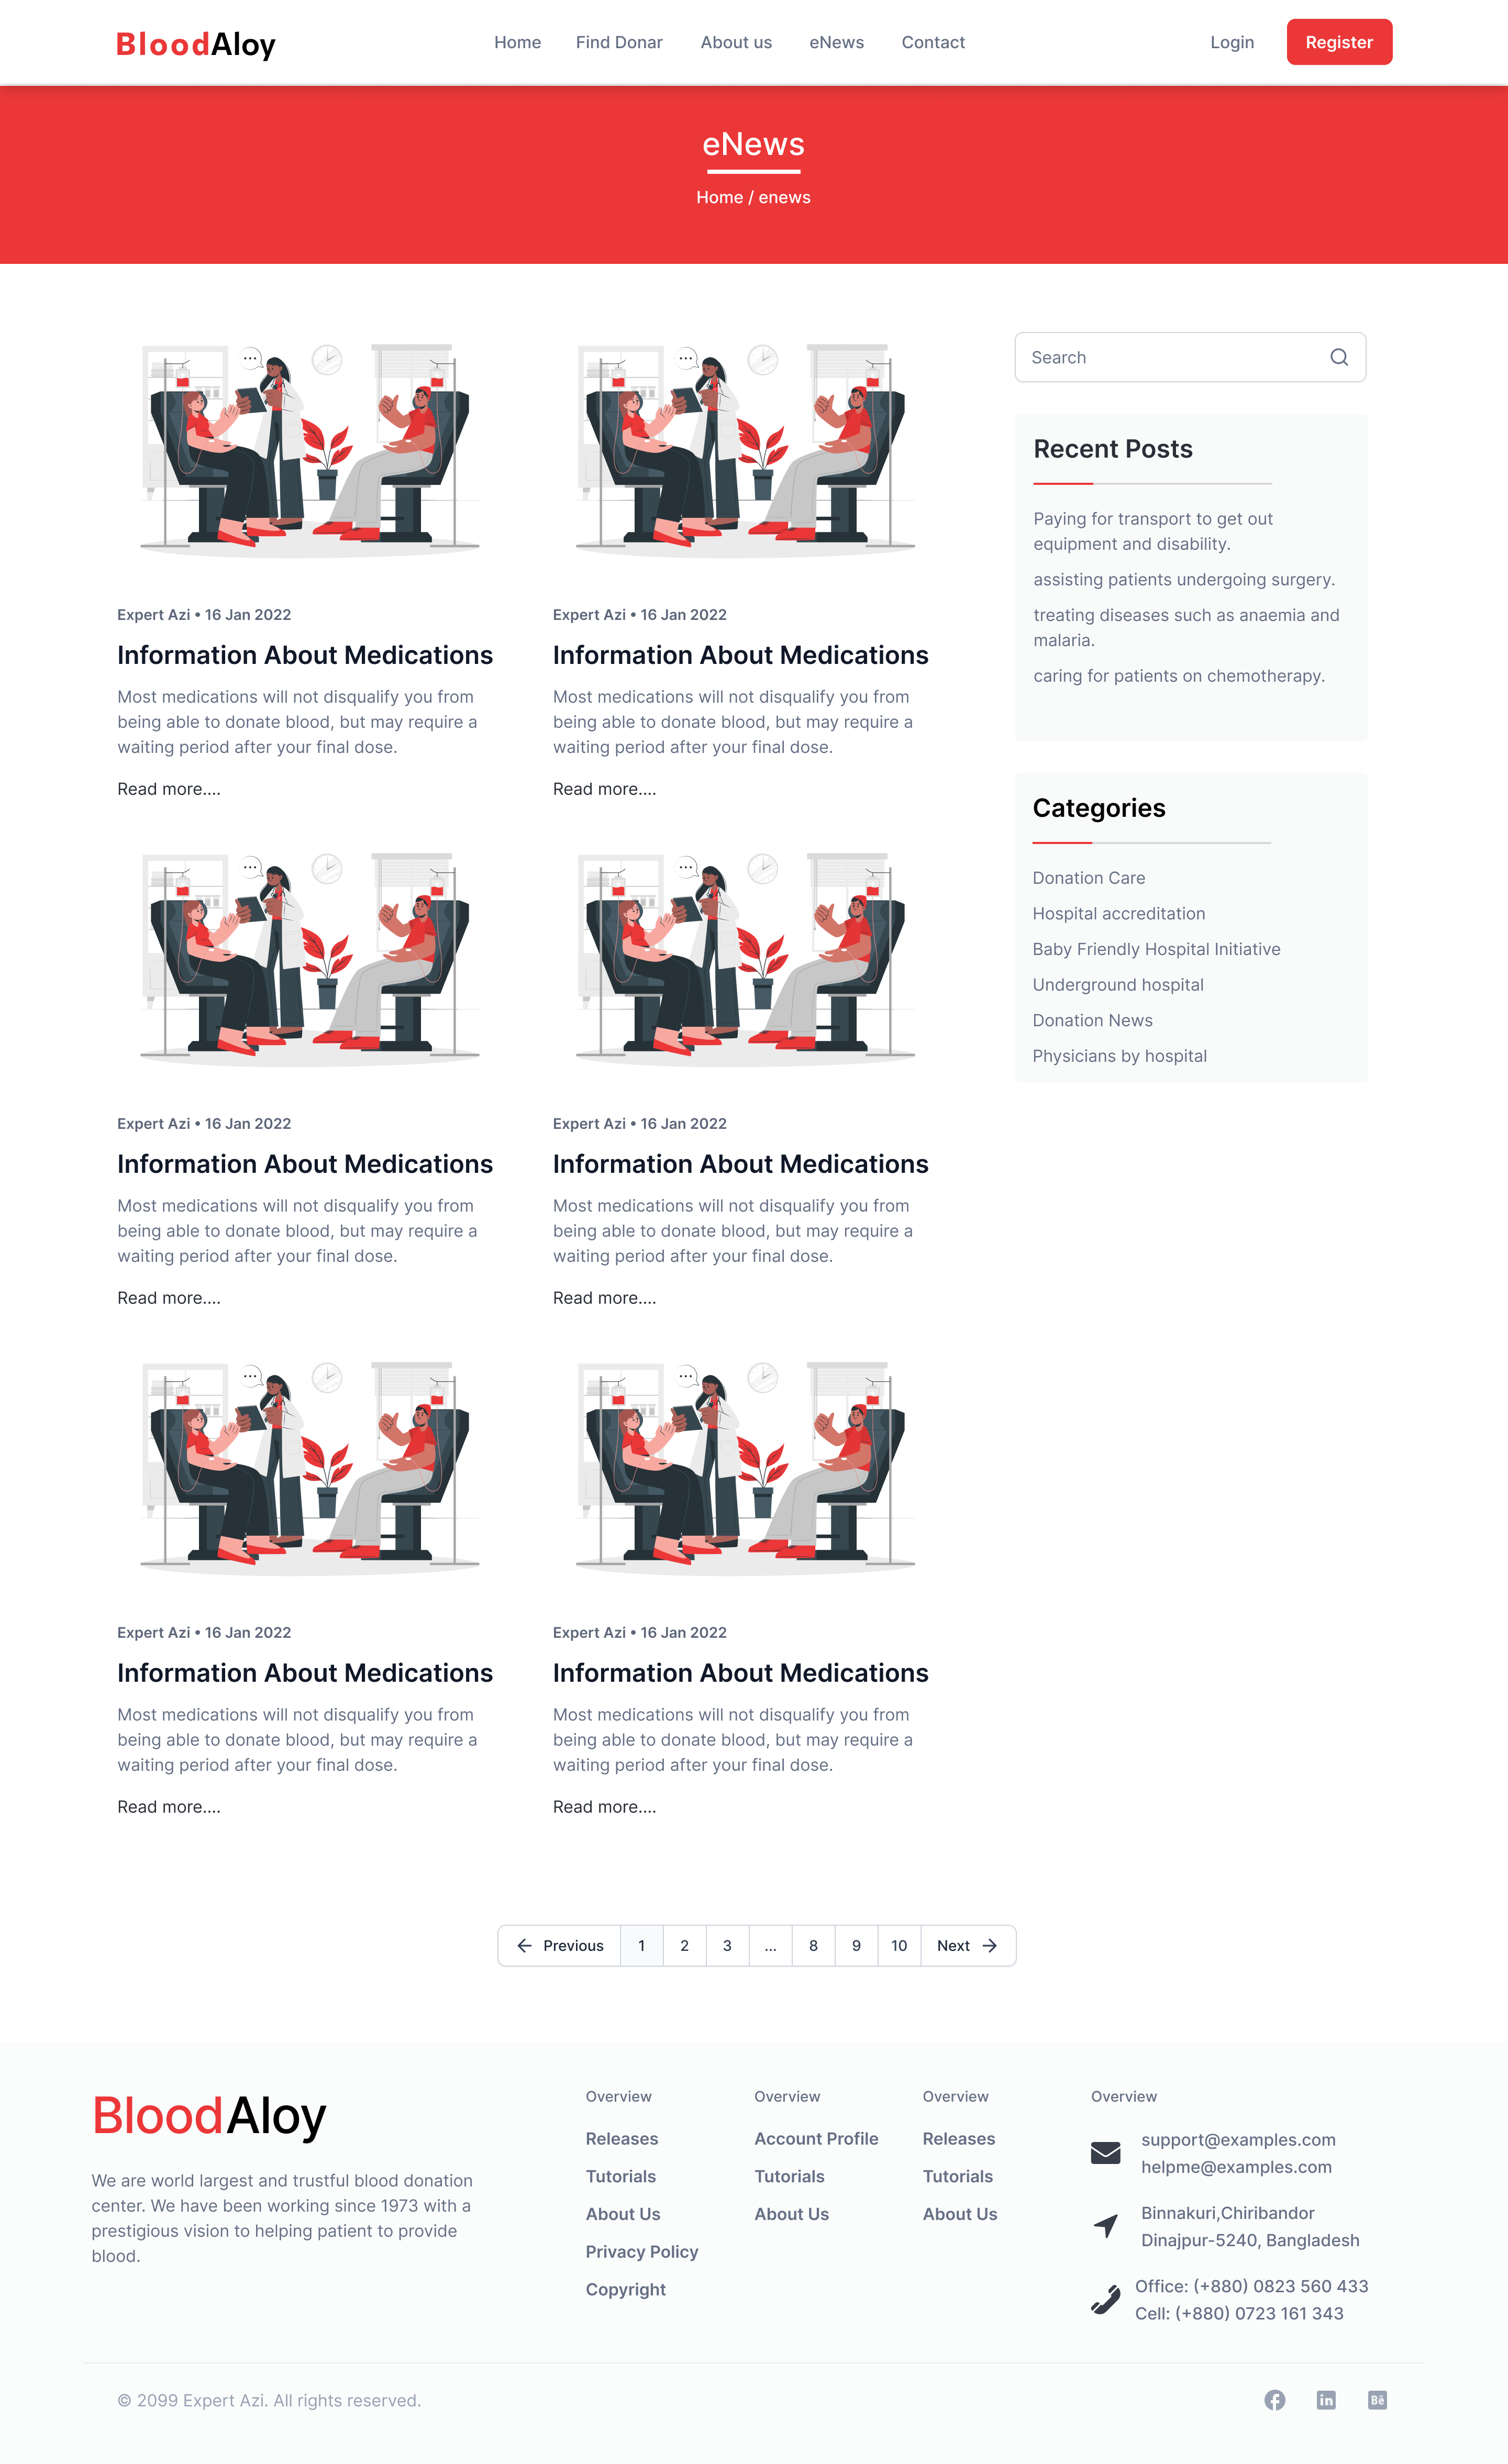 BloodAloy
Home
Find Donar
About us
eNews
Contact
Login
Register
eNews
Home / enews
Expert Azi • 16 Jan 2022
Information About Medications
Most medications will not disqualify you from
being able to donate blood, but may require a
waiting period after your final dose.
Read more....
Expert Azi • 16 Jan 2022
Information About Medications
Most medications will not disqualify you from
being able to donate blood, but may require a
waiting period after your final dose.
Read more....
Expert Azi • 16 Jan 2022
Information About Medications
Most medications will not disqualify you from
being able to donate blood, but may require a
waiting period after your final dose.
Read more....
Expert Azi • 16 Jan 2022
Information About Medications
Most medications will not disqualify you from
being able to donate blood, but may require a
waiting period after your final dose.
Read more....
Expert Azi • 16 Jan 2022
Information About Medications
Most medications will not disqualify you from
being able to donate blood, but may require a
waiting period after your final dose.
Read more....
Expert Azi • 16 Jan 2022
Information About Medications
Most medications will not disqualify you from
being able to donate blood, but may require a
waiting period after your final dose.
Read more....
Search
Recent Posts
Paying for transport to get out
equipment and disability.
assisting patients undergoing surgery.
treating diseases such as anaemia and
malaria.
caring for patients on chemotherapy.
Categories
Donation Care
Hospital accreditation
Baby Friendly Hospital Initiative
Underground hospital
Donation News
Physicians by hospital
Previous 1 2 3 ... 8 9 10 Next
BloodAloy
We are world largest and trustful blood donation
center. We have been working since 1973 with a
prestigious vision to helping patient to provide
blood.
Overview
Releases
Tutorials
About Us
Privacy Policy
Copyright
Overview
Account Profile
Tutorials
About Us
Overview
Releases
Tutorials
About Us
Overview
support@examples.com
helpme@examples.com
Binnakuri,Chiribandor
Dinajpur-5240, Bangladesh
Office: (+880) 0823 560 433
Cell: (+880) 0723 161 343
© 2099 Expert Azi. All rights reserved.
in
Bē